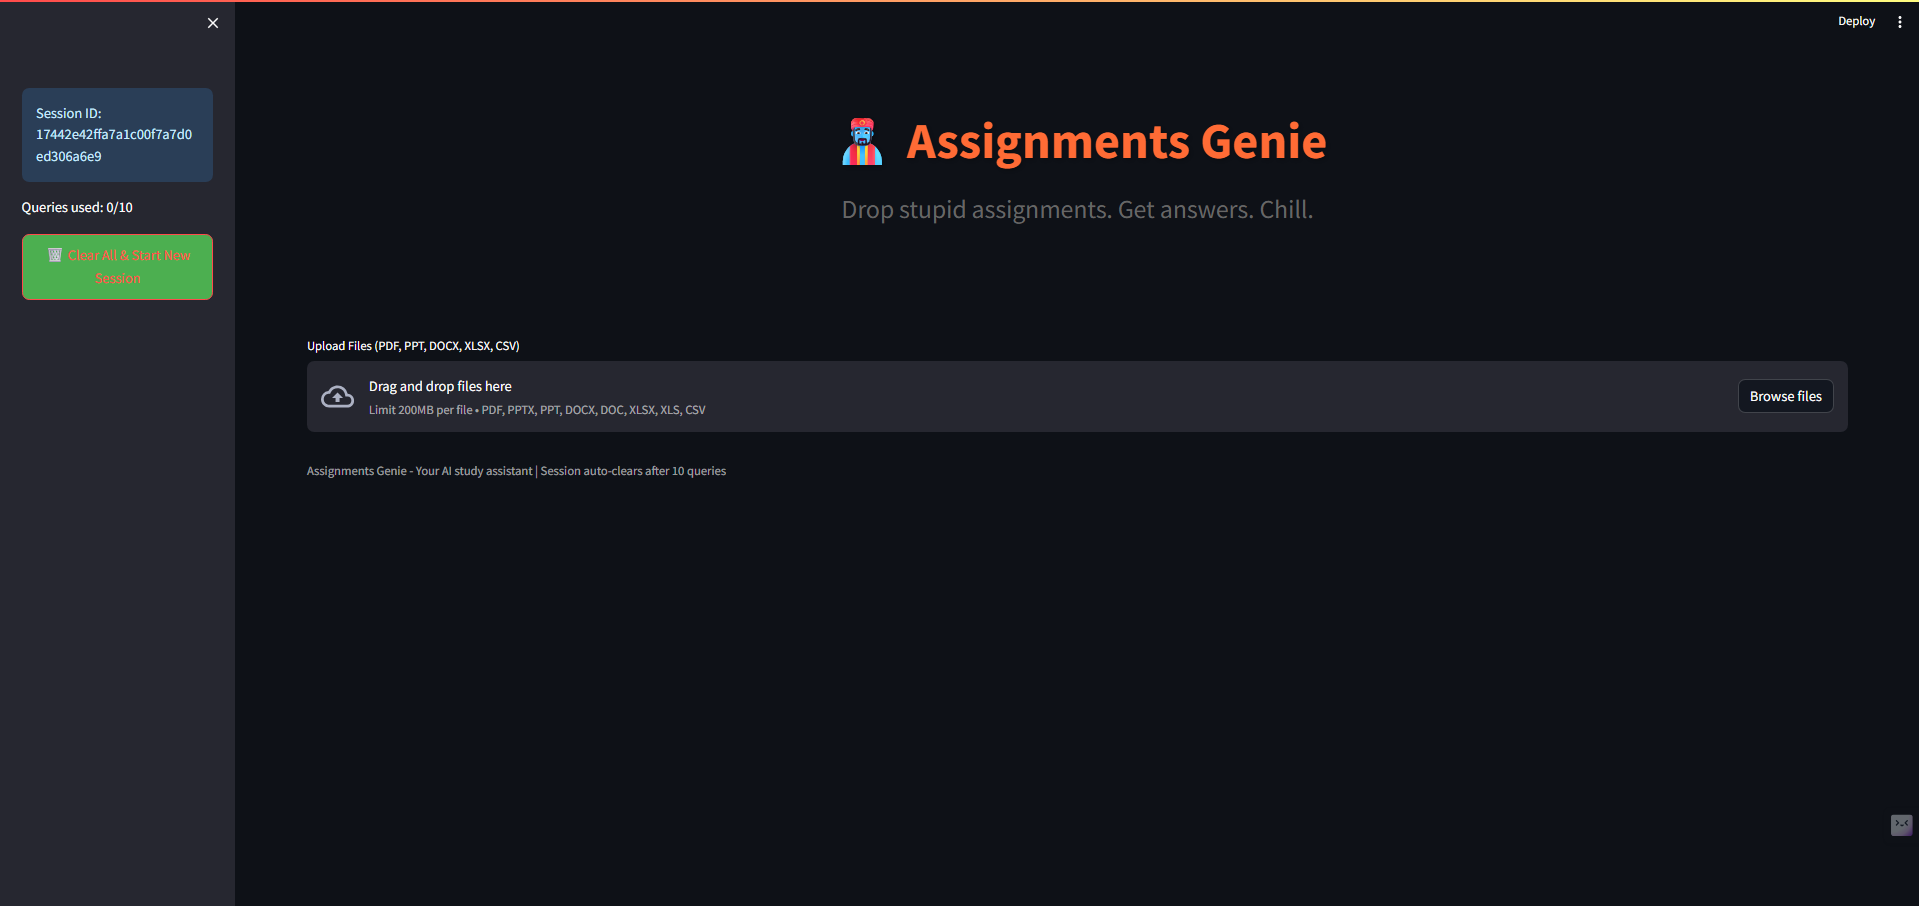 Deploy
Session ID:
17442e42ffa7a1c00f7a7d0
ed306a6e9
Queries used: 0/10
Clear All & Start New
Session
Assignments Genie
Drop stupid assignments. Get answers. Chill.
Upload Files (PDF, PPT, DOCX, XLSX, CSV)
Drag and drop files here
Limit 200MB per file • PDF, PPTX, PPT, DOCX, DOC, XLSX, XLS, CSV
Browse files
Assignments Genie - Your AI study assistant | Session auto-clears after 10 queries